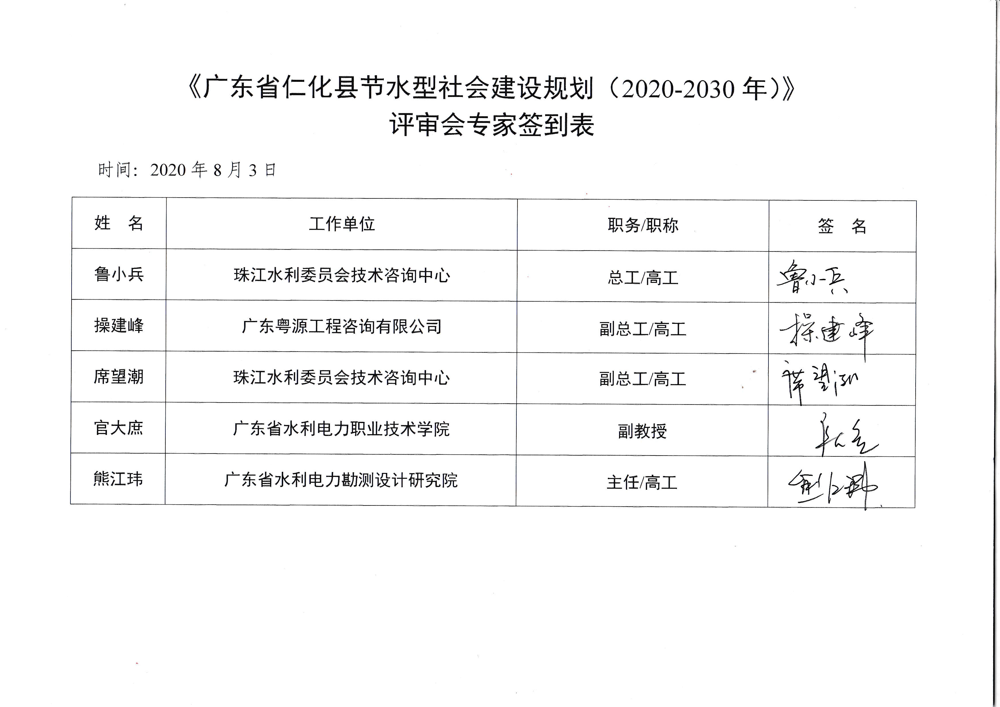 《广东省仁化县节水型社会建设规划（2020-2030 年）》
评审会专家签到表
时间：2020 年 8 月 3 日
姓 名 工作单位 职务/职称 签 名
鲁小兵 珠江水利委员会技术咨询中心 总工/高工 鲁小兵
操建峰 广东粤源工程咨询有限公司 副总工/高工 操建峰
席望潮 珠江水利委员会技术咨询中心 副总工/高工 席望潮
官大庶 广东省水利电力职业技术学院 副教授
熊江玮 广东省水利电力勘测设计研究院 主任/高工